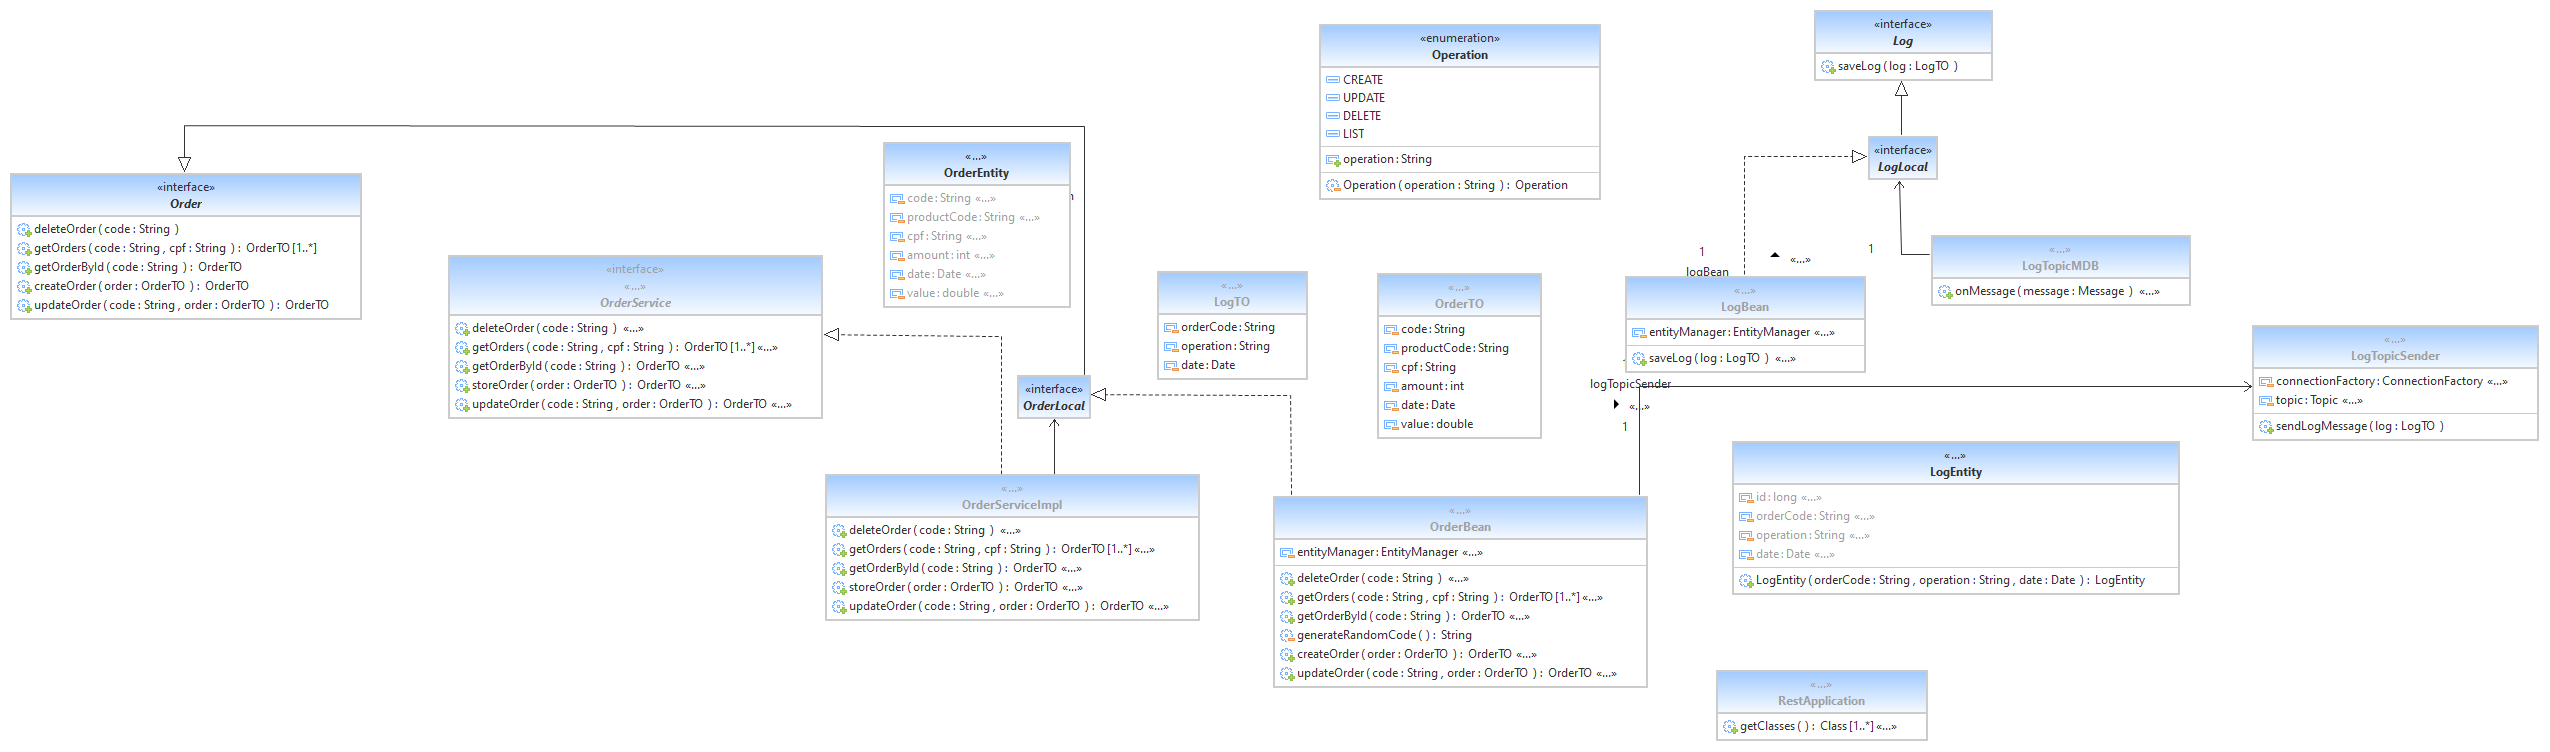 «interface»
Order
deleteOrder ( code : String )
getOrders ( code : String , cpf : String ) : OrderTO [1..*]
getOrderById ( code : String ) : OrderTO
createOrder ( order : OrderTO ) : OrderTO
updateOrder ( code : String , order : OrderTO ) : OrderTO
«interface»
«...»
OrderService
deleteOrder ( code : String ) «...»
getOrders ( code : String , cpf : String ) : OrderTO [1..*] «...»
getOrderById ( code : String ) : OrderTO «...»
storeOrder ( order : OrderTO ) : OrderTO «...»
updateOrder ( code : String , order : OrderTO ) : OrderTO «...»
«...»
OrderEntity
code : String «...»
productCode : String «...»
cpf : String «...»
amount : int «...»
date : Date «...»
value : double «...»
«interface»
OrderLocal
«...»
OrderServiceImpl
deleteOrder ( code : String ) «...»
getOrders ( code : String , cpf : String ) : OrderTO [1..*] «...»
getOrderById ( code : String ) : OrderTO «...»
storeOrder ( order : OrderTO ) : OrderTO «...»
updateOrder ( code : String , order : OrderTO ) : OrderTO «...»
«...»
LogTO
orderCode : String
operation : String
date : Date
«enumeration»
Operation
CREATE
UPDATE
DELETE
LIST
operation : String
Operation ( operation : String ) : Operation
«...»
OrderTO
code : String
productCode : String
cpf : String
amount : int
date : Date
value : double
«...»
OrderBean
entityManager : EntityManager «...»
deleteOrder ( code : String ) «...»
getOrders ( code : String , cpf : String ) : OrderTO [1..*] «...»
getOrderById ( code : String ) : OrderTO «...»
generateRandomCode ( ) : String
createOrder ( order : OrderTO ) : OrderTO «...»
updateOrder ( code : String , order : OrderTO ) : OrderTO «...»
«interface»
Log
saveLog ( log : LogTO )
«interface»
LogLocal
1
«...»
logBean
1
«...»
LogBean
entityManager : EntityManager «...»
saveLog ( log : LogTO ) «...»
logTopicSender
«...»
1
«...»
LogTopicMDB
onMessage ( message : Message ) «...»
«...»
LogTopicSender
connectionFactory : ConnectionFactory «...»
topic : Topic «...»
sendLogMessage ( log : LogTO )
«...»
LogEntity
id : long «...»
orderCode : String «...»
operation : String «...»
date : Date «...»
LogEntity ( orderCode : String , operation : String , date : Date ) : LogEntity
«...»
RestApplication
getClasses ( ) : Class [1..*] «...»